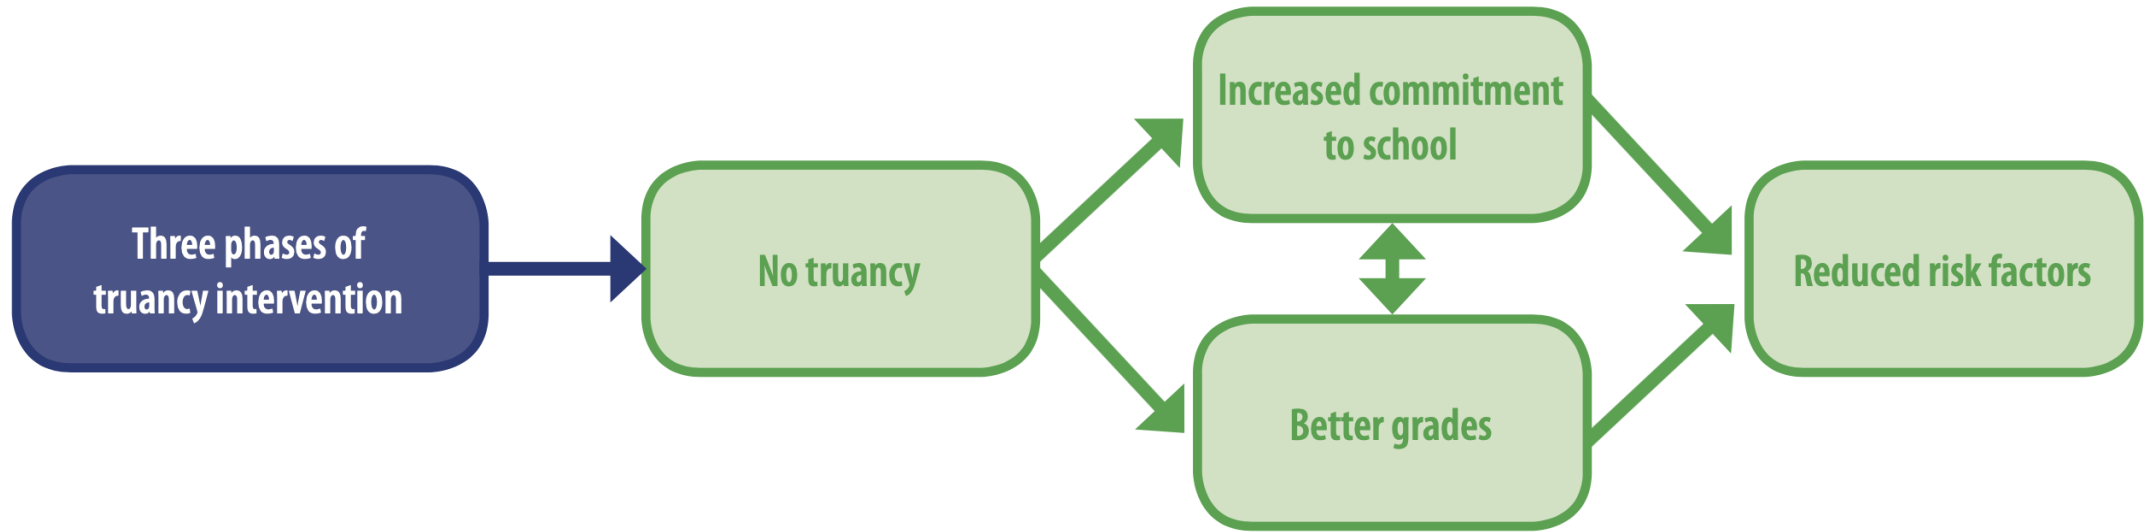 Three phases of
truancy intervention
No truancy
Increased commitment
to school
Better grades
Reduced risk factors